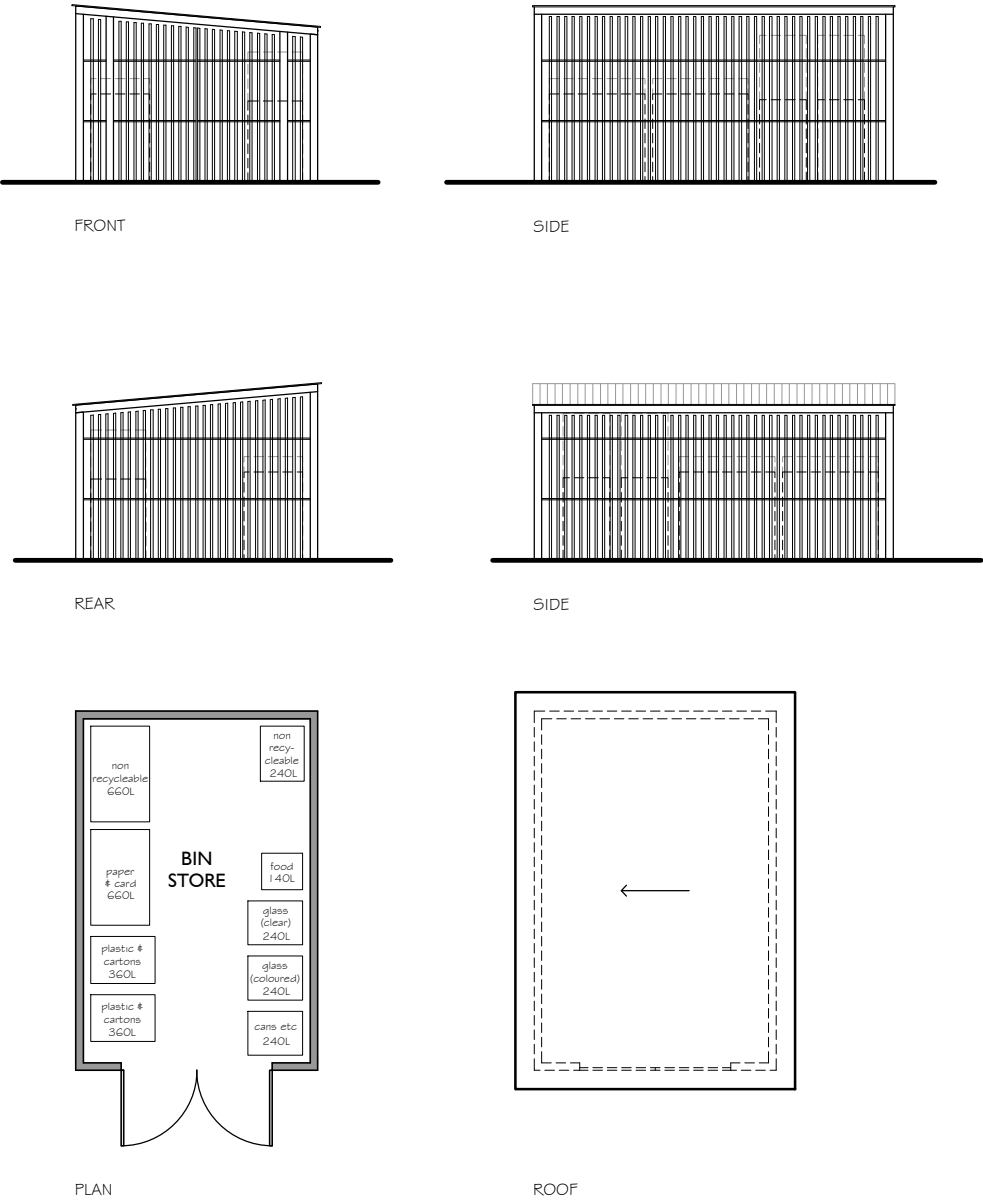 FRONT
SIDE
REAR
SIDE
non
recycleable
660L
non
recy-
cleable
240L
paper
& card
660L
BIN
STORE
food
140L
plastic &
cartons
360L
glass
(clear)
240L
plastic &
cartons
360L
glass
(coloured)
240L
cans etc
240L
PLAN
ROOF